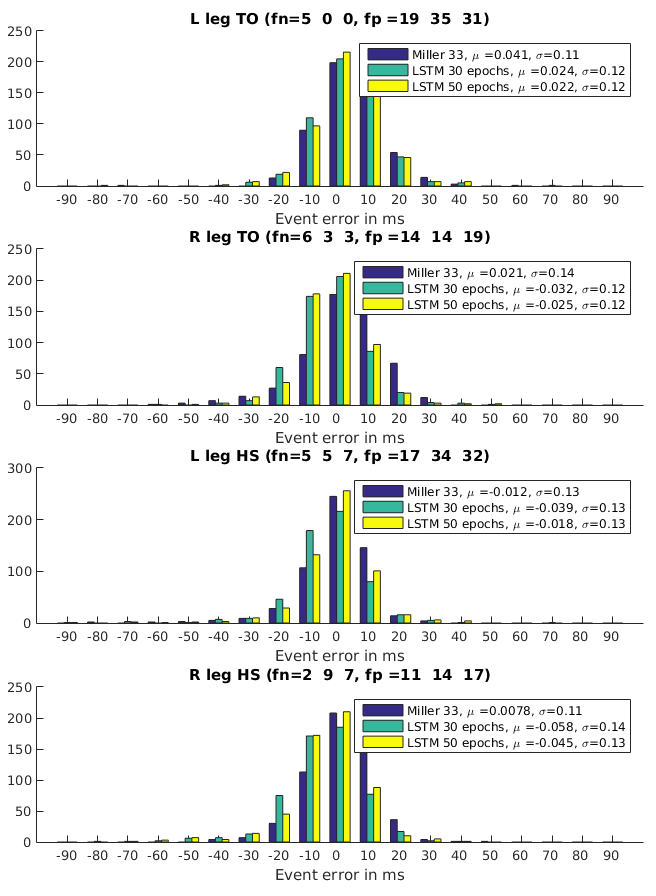 L leg TO (fn=5 0 0, fp =19 35 31)
250
200
150
100
50
0
Miller 33, μ =0.041, σ=0.11
LSTM 30 epochs, μ =0.024, σ=0.12
LSTM 50 epochs, μ =0.022, σ=0.12
-90 -80 -70 -60 -50 -40 -30 -20 -10 0 10 20 30 40 50 60 70 80 90
Event error in ms
R leg TO (fn=6 3 3, fp =14 14 19)
250
200
150
100
50
0
Miller 33, μ =0.021, σ=0.14
LSTM 30 epochs, μ =-0.032, σ=0.12
LSTM 50 epochs, μ =-0.025, σ=0.12
-90 -80 -70 -60 -50 -40 -30 -20 -10 0 10 20 30 40 50 60 70 80 90
Event error in ms
L leg HS (fn=5 5 7, fp =17 34 32)
300
200
100
0
Miller 33, μ =-0.012, σ=0.13
LSTM 30 epochs, μ =-0.039, σ=0.13
LSTM 50 epochs, μ =-0.018, σ=0.13
-90 -80 -70 -60 -50 -40 -30 -20 -10 0 10 20 30 40 50 60 70 80 90
Event error in ms
R leg HS (fn=2 9 7, fp =11 14 17)
250
200
150
100
50
0
Miller 33, μ =0.0078, σ=0.11
LSTM 30 epochs, μ =-0.058, σ=0.14
LSTM 50 epochs, μ =-0.045, σ=0.13
-90 -80 -70 -60 -50 -40 -30 -20 -10 0 10 20 30 40 50 60 70 80 90
Event error in ms